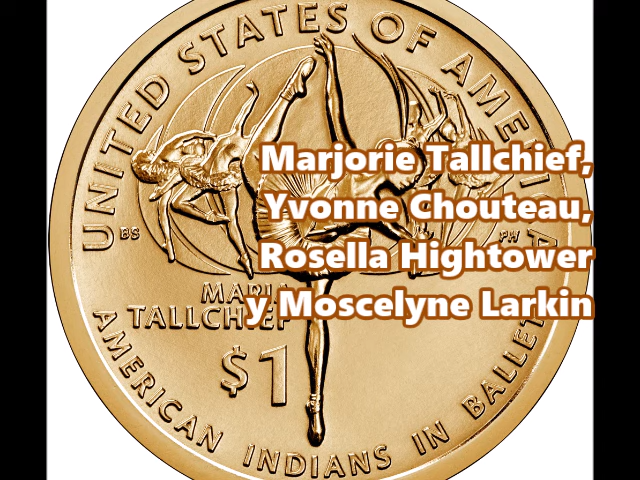 UNITED STATES OF AMERICA
Marjorie Tallchief,
Yvonne Chouteau,
Rosella Hightower
y Moscelyne Larkin
BS
PH
MARIA
TALLCHIEF
$1
AMERICAN INDIANS IN BALLET